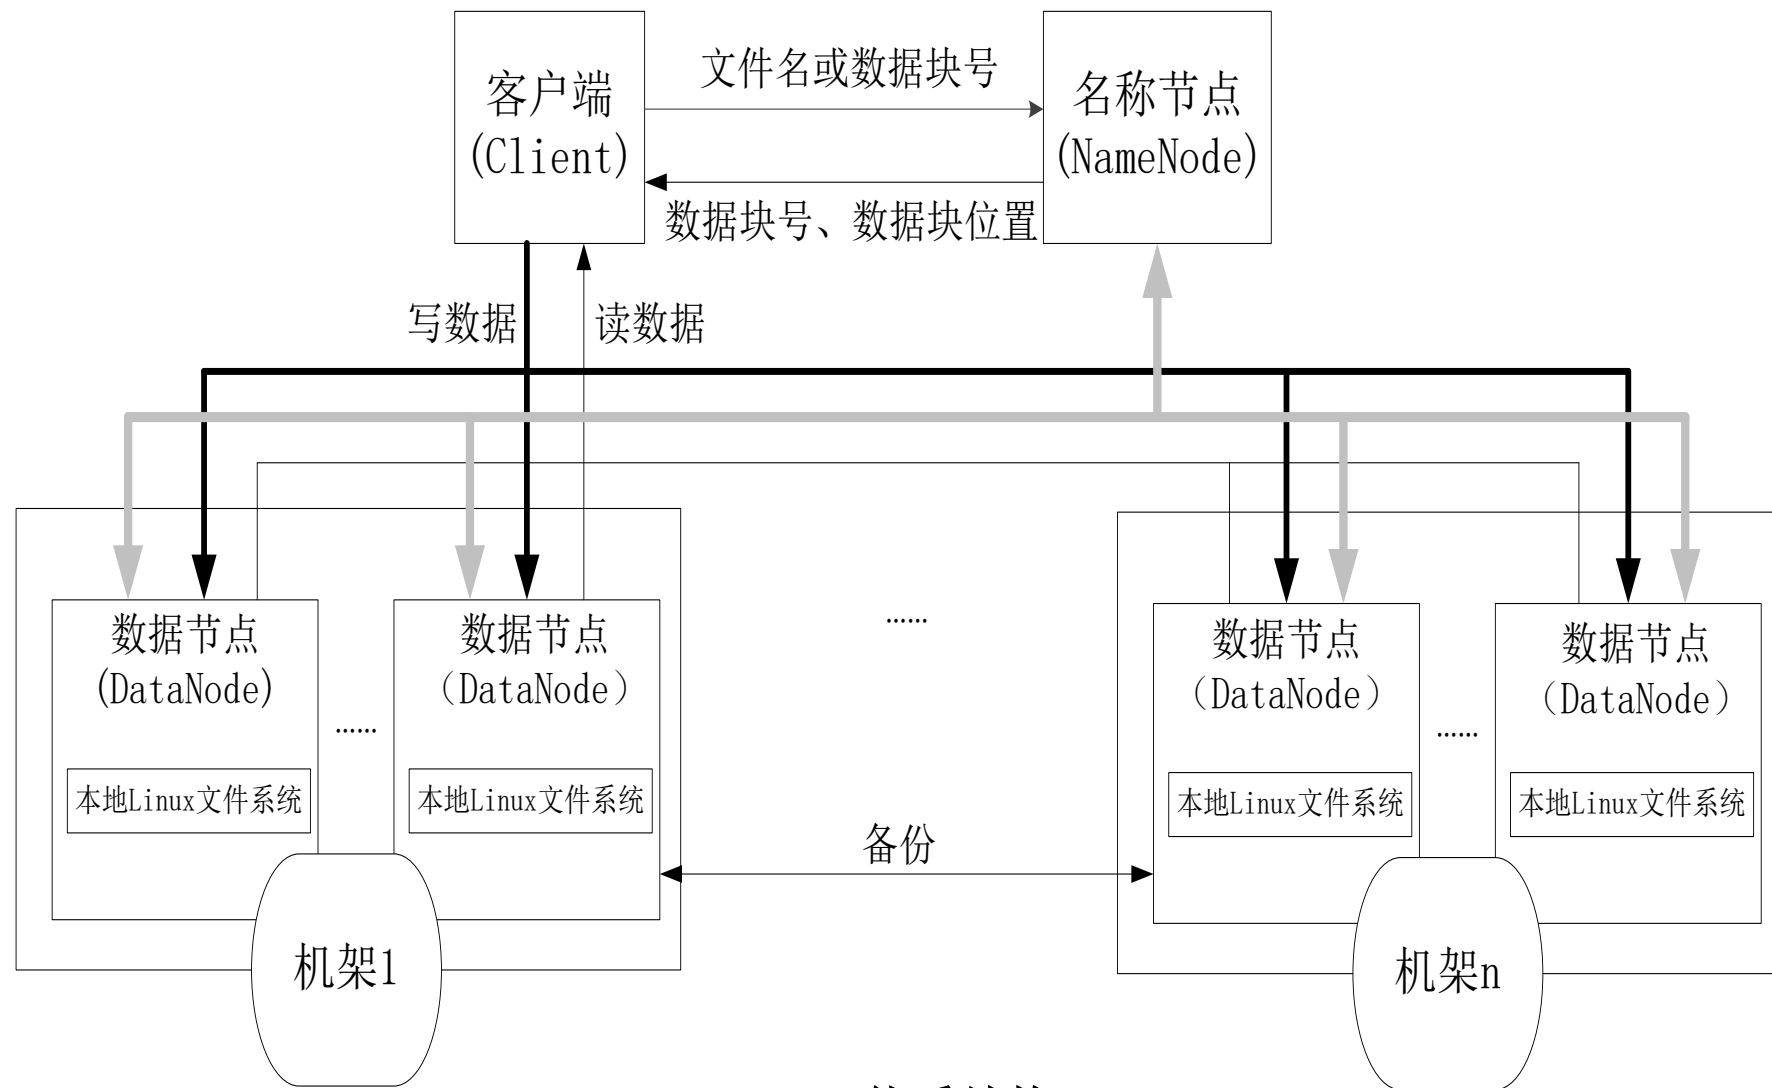 客户端
(Client)
文件名或数据块号
名称节点
(NameNode)
数据块号、数据块位置
写数据
读数据
数据节点
(DataNode)
数据节点
（DataNode）
数据节点
（DataNode）
数据节点
（DataNode）
……
……
……
本地Linux文件系统
本地Linux文件系统
本地Linux文件系统
本地Linux文件系统
备份
机架1
机架n